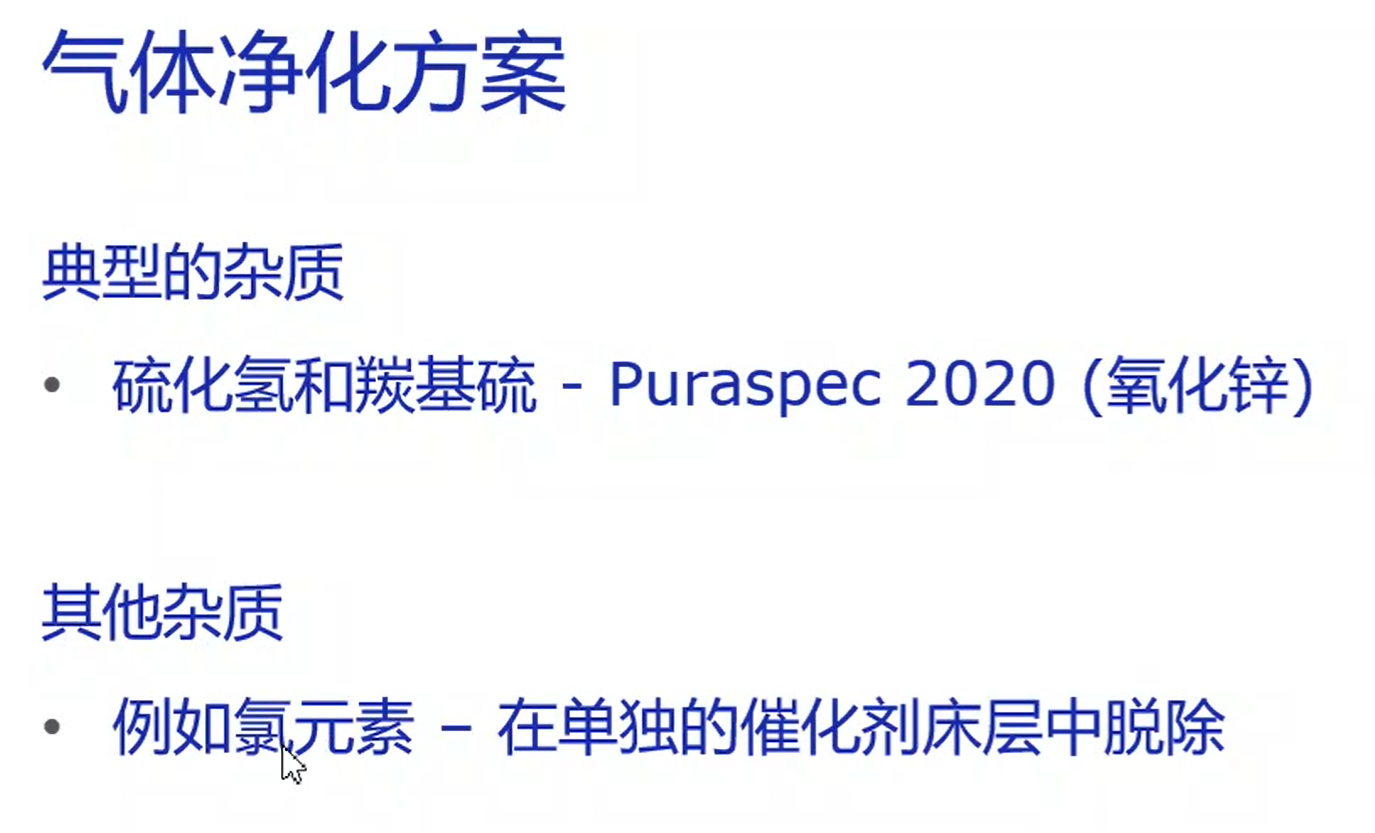 气体净化方案
典型的杂质
• 硫化氢和羰基硫 - Puraspec 2020 (氧化锌)
其他杂质
• 例如氯元素 – 在单独的催化剂床层中脱除